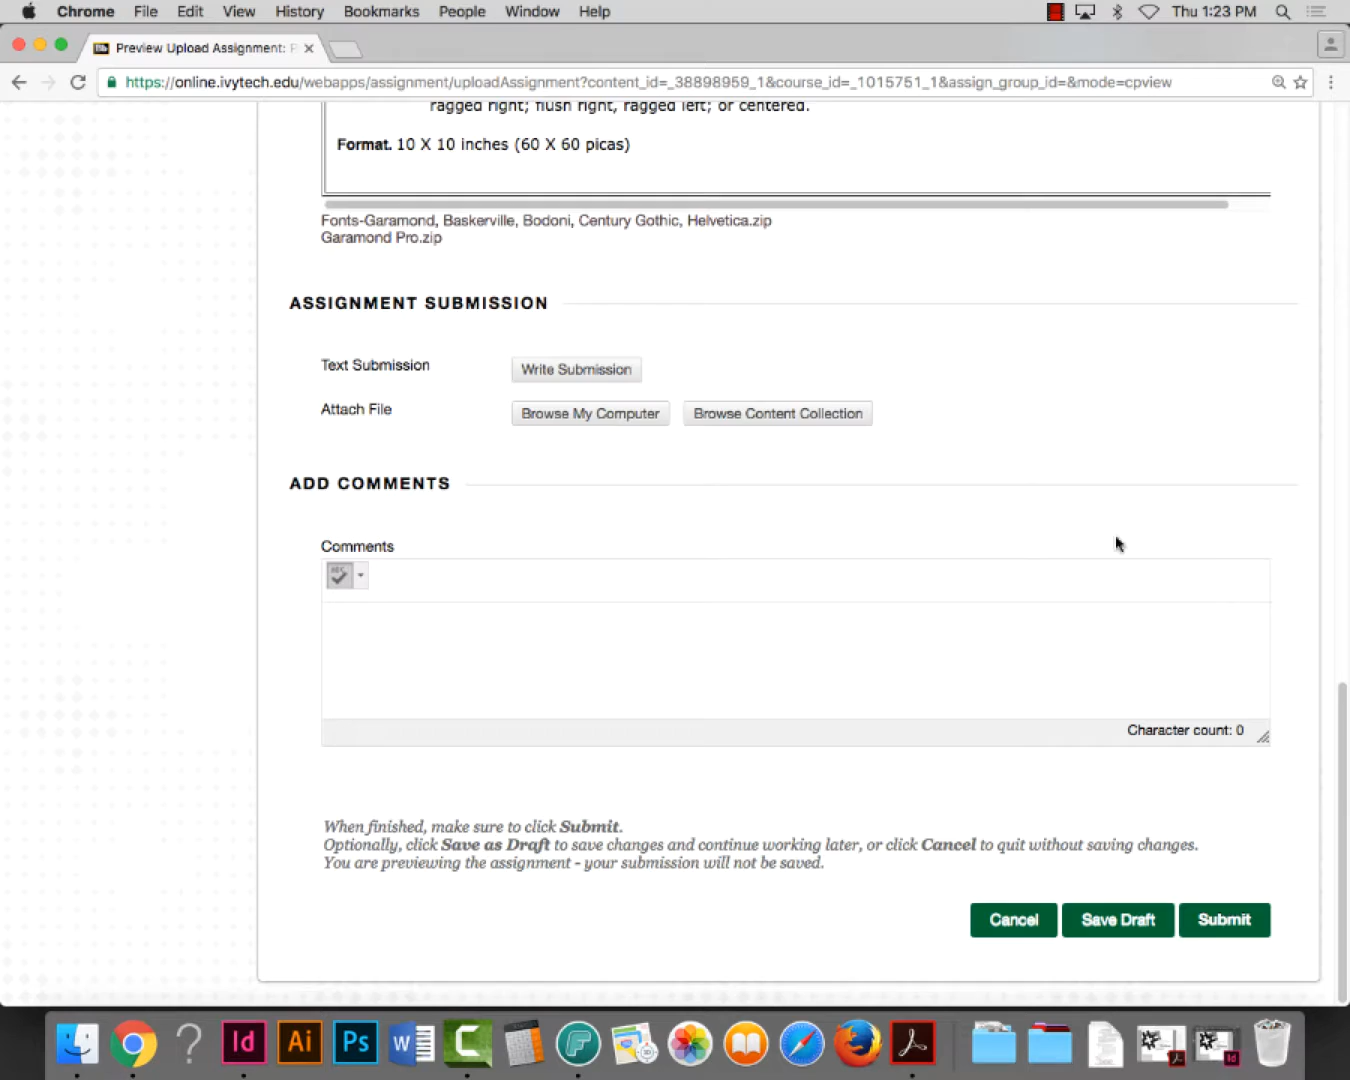 Chrome File Edit View History Bookmarks People Window Help Thu 1:23 PM
Preview Upload Assignment:
https://online.ivytech.edu/webapps/assignment/uploadAssignment?content_id=_38898959_1&course_id=_1015751_1&assign_group_id=&mode=cpview
ragged right; flush right, ragged left; or centered.
Format. 10 X 10 inches (60 X 60 picas)
Fonts-Garamond, Baskerville, Bodoni, Century Gothic, Helvetica.zip
Garamond Pro.zip
ASSIGNMENT SUBMISSION
Text Submission Write Submission
Attach File Browse My Computer Browse Content Collection
ADD COMMENTS
Comments
ABC
Character count: 0
When finished, make sure to click Submit.
Optionally, click Save as Draft to save changes and continue working later, or click Cancel to quit without saving changes.
You are previewing the assignment - your submission will not be saved.
Cancel Save Draft Submit
Id Ai Ps W C